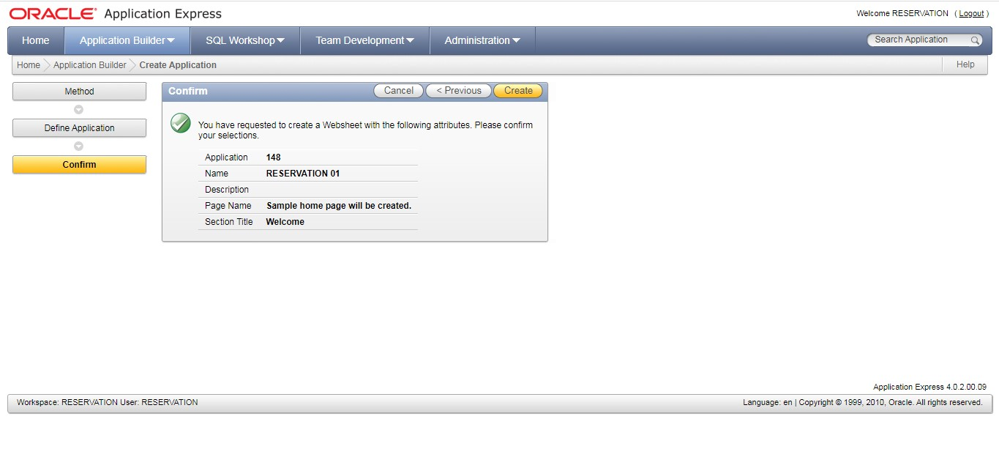 ORACLE® Application Express
Welcome RESERVATION ( Logout )
Home Application Builder SQL Workshop Team Development Administration Search Application
Home Application Builder Create Application Help
Method
Define Application
Confirm
Confirm Cancel < Previous Create
You have requested to create a Websheet with the following attributes. Please confirm
your selections.
Application 148
Name RESERVATION 01
Description
Page Name Sample home page will be created.
Section Title Welcome
Application Express 4.0.2.00.09
Workspace: RESERVATION User: RESERVATION Language: en | Copyright © 1999, 2010, Oracle. All rights reserved.